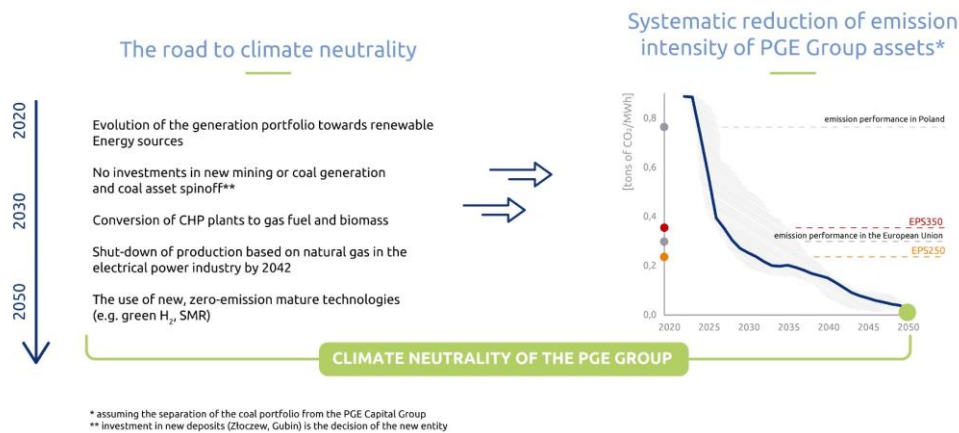 The road to climate neutrality
2020
2030
2050
Evolution of the generation portfolio towards renewable
Energy sources
No investments in new mining or coal generation
and coal asset spinoff**
Conversion of CHP plants to gas fuel and biomass
Shut-down of production based on natural gas in the
electrical power industry by 2042
The use of new, zero-emission mature technologies
(e.g. green H₂, SMR)
Systematic reduction of emission
intensity of PGE Group assets*
[tons of CO₂/MWh]
0,8
0,6
0,4
0,2
0,0
emission performance in Poland
EPS350
emission performance in the European Union
EPS250
2020 2025 2030 2035 2040 2045 2050
CLIMATE NEUTRALITY OF THE PGE GROUP
* assuming the separation of the coal portfolio from the PGE Capital Group
** investment in new deposits (Złoczew, Gubin) is the decision of the new entity